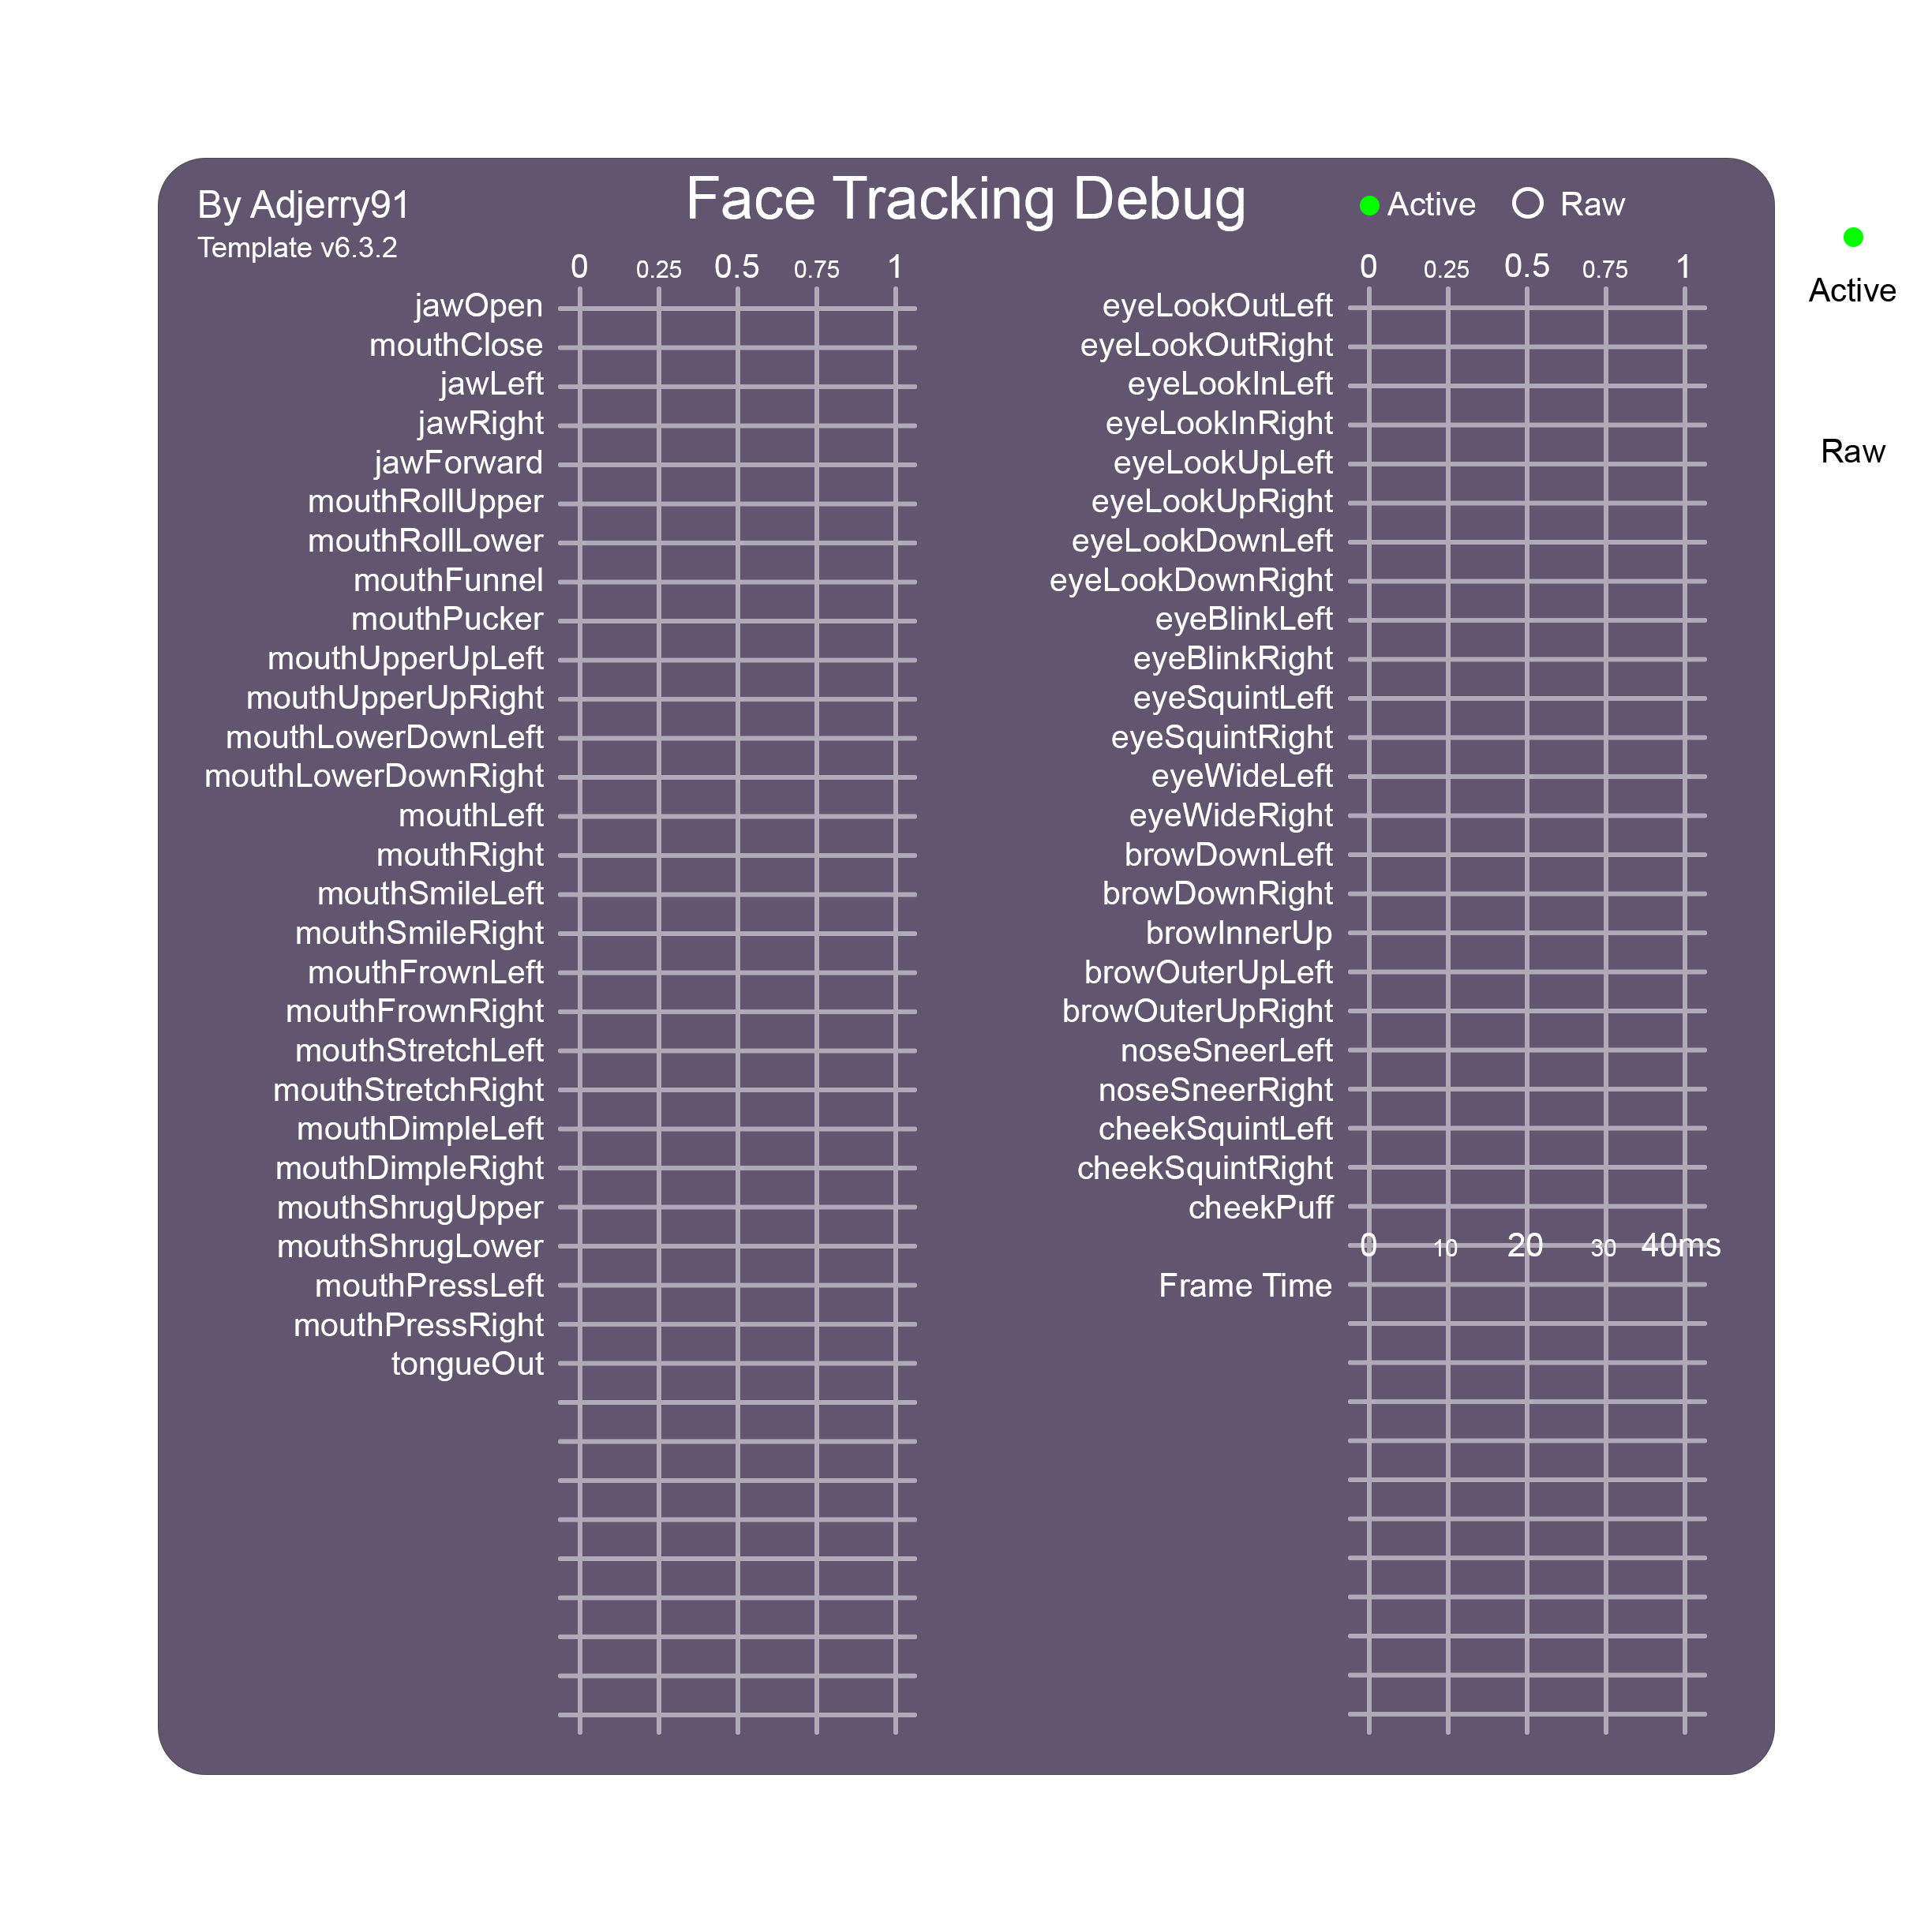 By Adjerry91
Template v6.3.2
Face Tracking Debug
Active Raw
0 0.25 0.5 0.75 1
jawOpen
mouthClose
jawLeft
jawRight
jawForward
mouthRollUpper
mouthRollLower
mouthFunnel
mouthPucker
mouthUpperUpLeft
mouthUpperUpRight
mouthLowerDownLeft
mouthLowerDownRight
mouthLeft
mouthRight
mouthSmileLeft
mouthSmileRight
mouthFrownLeft
mouthFrownRight
mouthStretchLeft
mouthStretchRight
mouthDimpleLeft
mouthDimpleRight
mouthShrugUpper
mouthShrugLower
mouthPressLeft
mouthPressRight
tongueOut
0 0.25 0.5 0.75 1
eyeLookOutLeft
eyeLookOutRight
eyeLookInLeft
eyeLookInRight
eyeLookUpLeft
eyeLookUpRight
eyeLookDownLeft
eyeLookDownRight
eyeBlinkLeft
eyeBlinkRight
eyeSquintLeft
eyeSquintRight
eyeWideLeft
eyeWideRight
browDownLeft
browDownRight
browInnerUp
browOuterUpLeft
browOuterUpRight
noseSneerLeft
noseSneerRight
cheekSquintLeft
cheekSquintRight
cheekPuff
0 10 20 30 40ms
Frame Time
Active
Raw